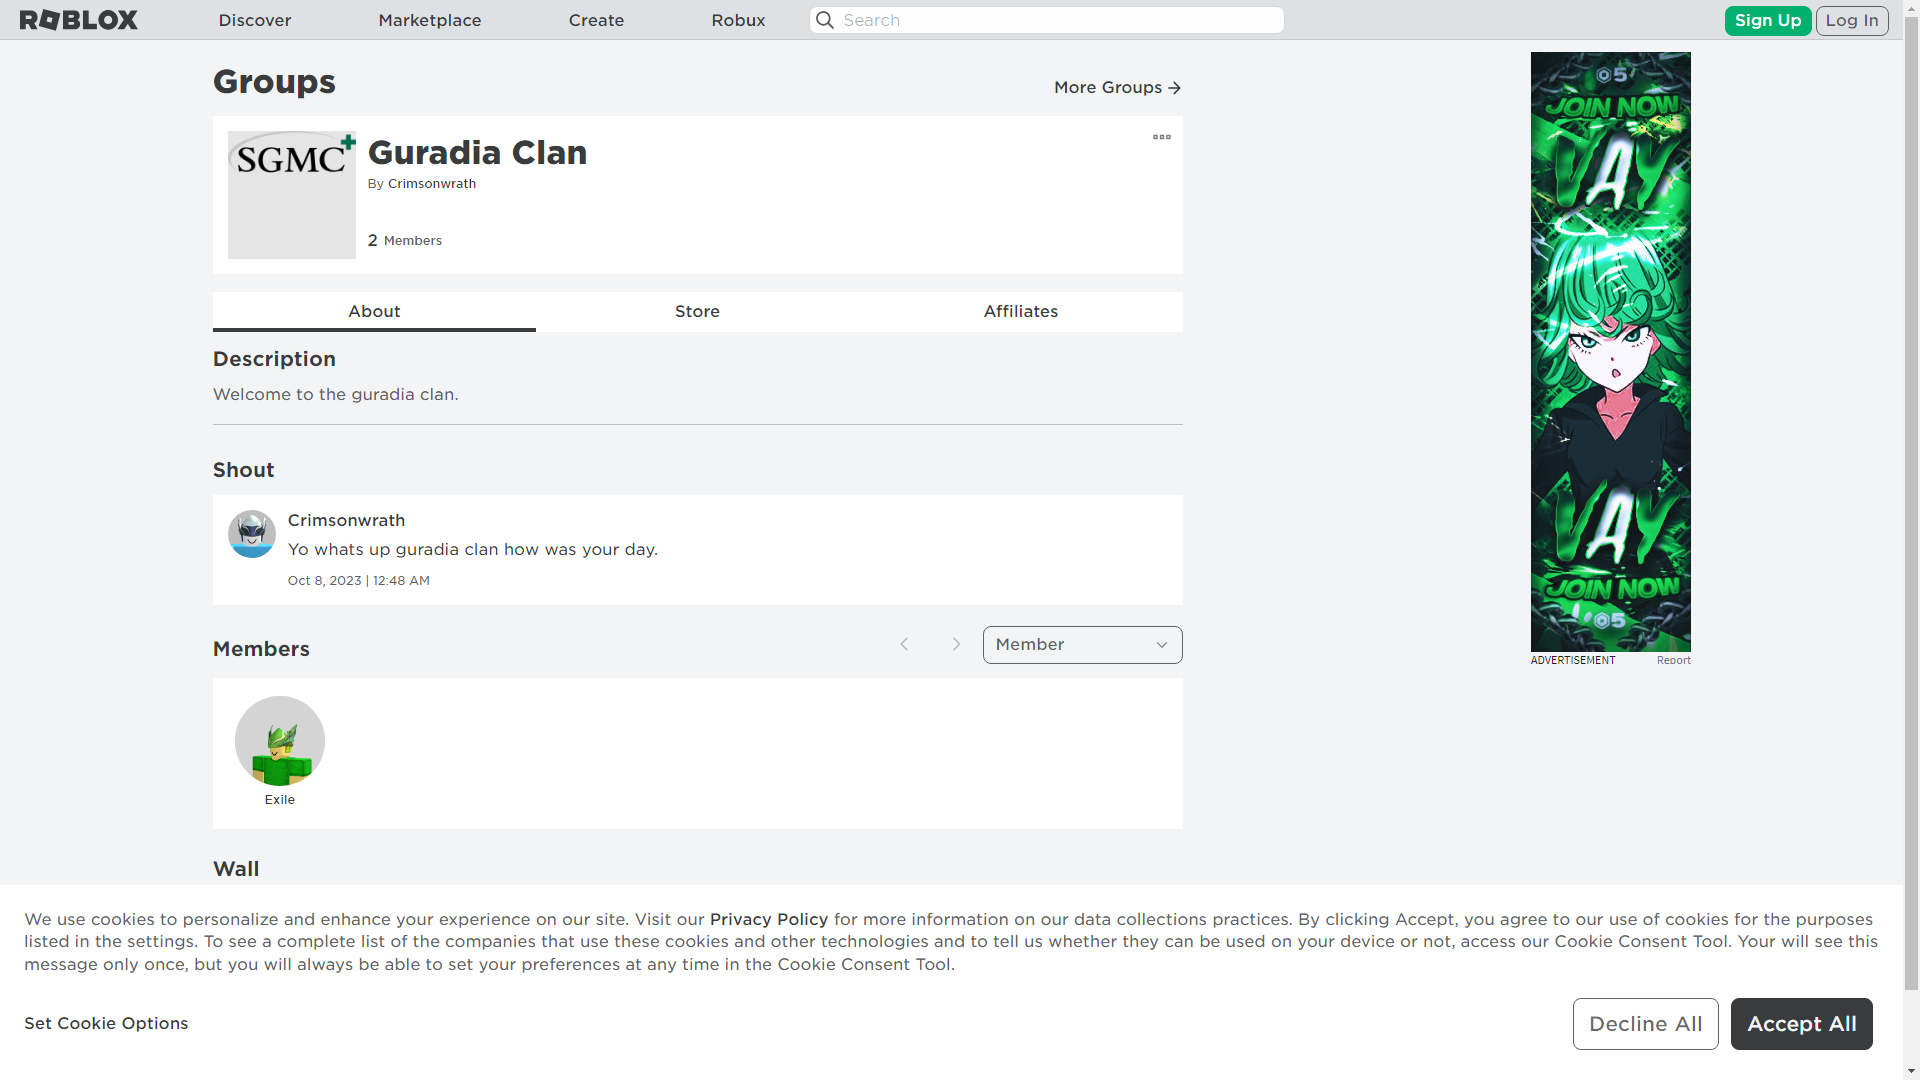 ROBLOX
Discover
Marketplace
Create
Robux
Search
Sign Up
Log In
Groups
More Groups
SGMC
Guradia Clan
By Crimsonwrath
2 Members
About
Store
Affiliates
Description
Welcome to the guradia clan.
Shout
Crimsonwrath
Yo whats up guradia clan how was your day.
Oct 8, 2023 | 12:48 AM
Members
Member
Exile
Wall
5
JOIN NOW
VAY
VAY
JOIN NOW
5
ADVERTISEMENT
Report
We use cookies to personalize and enhance your experience on our site. Visit our Privacy Policy for more information on our data collections practices. By clicking Accept, you agree to our use of cookies for the purposes
listed in the settings. To see a complete list of the companies that use these cookies and other technologies and to tell us whether they can be used on your device or not, access our Cookie Consent Tool. Your will see this
message only once, but you will always be able to set your preferences at any time in the Cookie Consent Tool.
Set Cookie Options
Decline All
Accept All